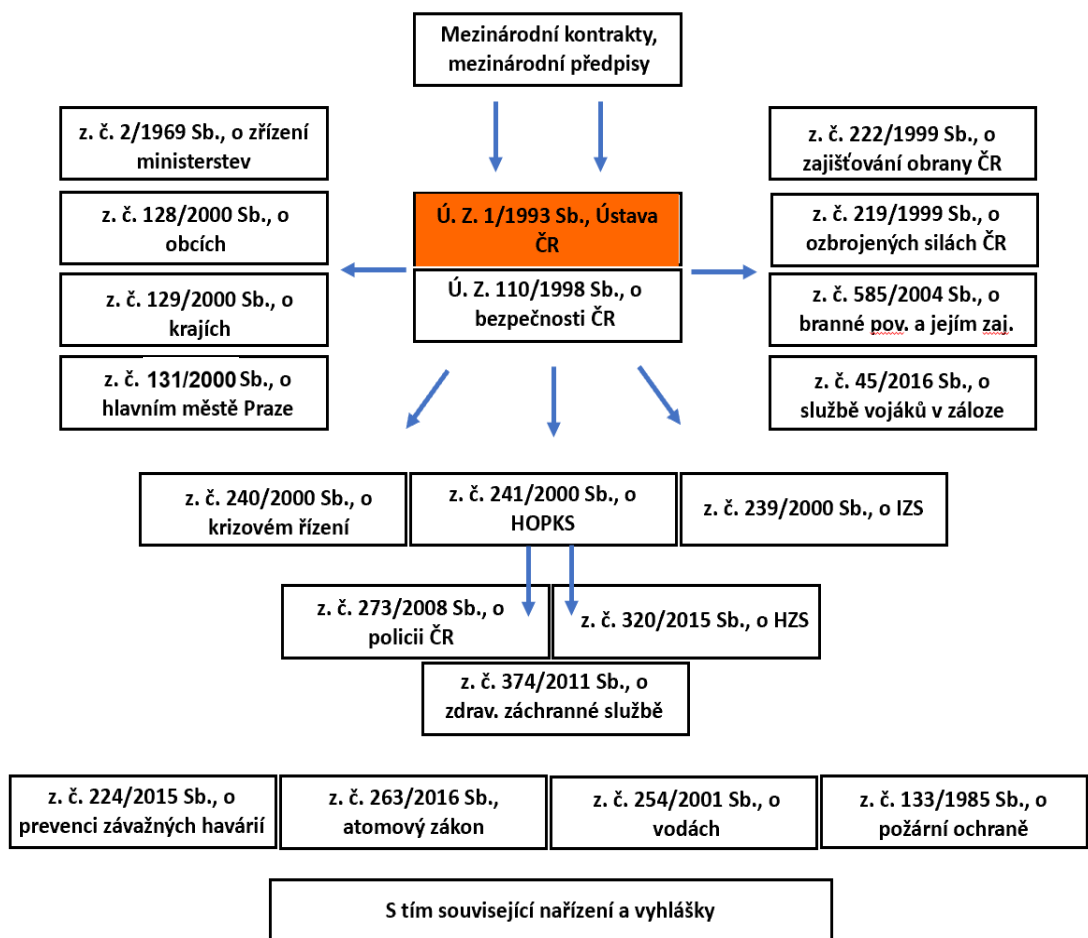 Mezinárodní kontrakty,
mezinárodní předpisy
z. č. 2/1969 Sb., o zřízení
ministerstev
z. č. 128/2000 Sb., o
obcích
z. č. 129/2000 Sb., o
krajích
z. č. 131/2000 Sb., o
hlavním městě Praze
Ú. Z. 1/1993 Sb., Ústava
ČR
Ú. Z. 110/1998 Sb., o
bezpečnosti ČR
z. č. 222/1999 Sb., o
zajišťování obrany ČR
z. č. 219/1999 Sb., o
ozbrojených silách ČR
z. č. 585/2004 Sb., o
branné pov. a jejím zaj.
z. č. 45/2016 Sb., o
službě vojáků v záloze
z. č. 240/2000 Sb., o
krizovém řízení
z. č. 241/2000 Sb., o
HOPKS
z. č. 239/2000 Sb., o IZS
z. č. 273/2008 Sb., o
policii ČR
z. č. 320/2015 Sb., o HZS
z. č. 374/2011 Sb., o
zdrav. záchranné službě
z. č. 224/2015 Sb., o
prevenci závažných havárií
z. č. 263/2016 Sb.,
atomový zákon
z. č. 254/2001 Sb., o
vodách
z. č. 133/1985 Sb., o
požární ochraně
S tím související nařízení a vyhlášky